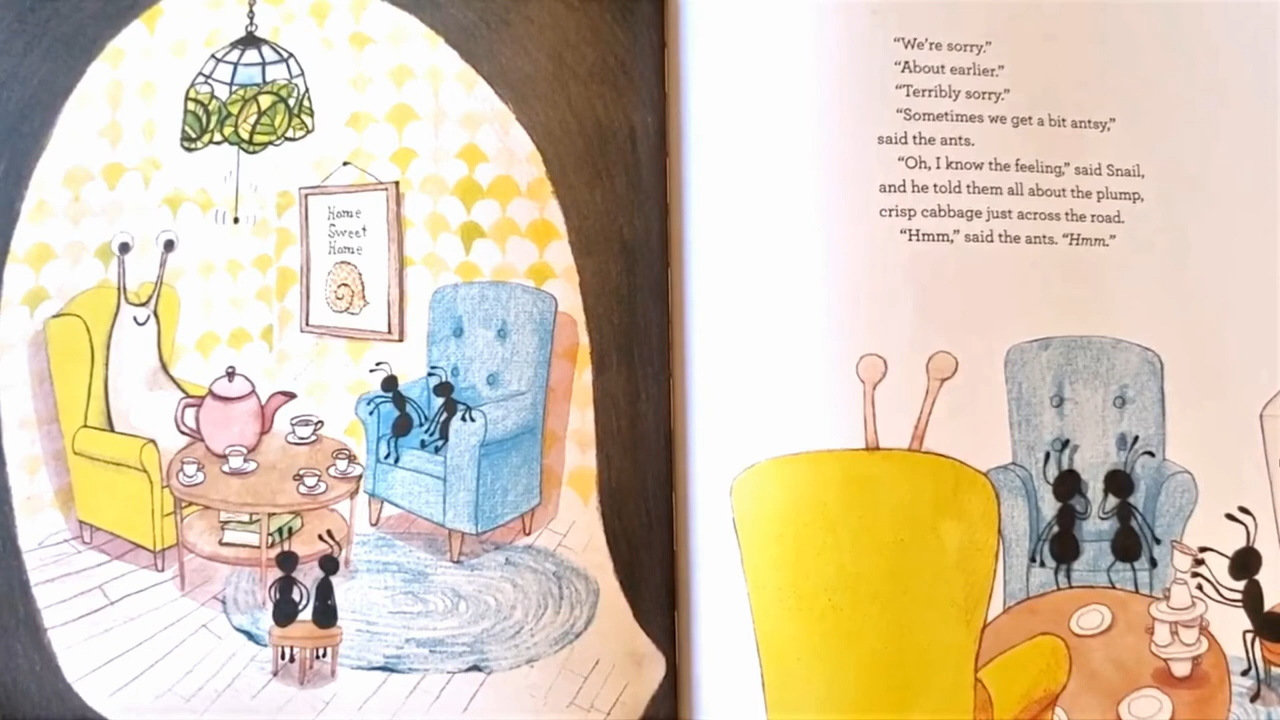 Home
Sweet
Home
“We’re sorry.”
“About earlier.”
“Terribly sorry.”
“Sometimes we get a bit antsy,”
said the ants.
“Oh, I know the feeling,” said Snail,
and he told them all about the plump,
crisp cabbage just across the road.
“Hmm,” said the ants. “Hmm.”